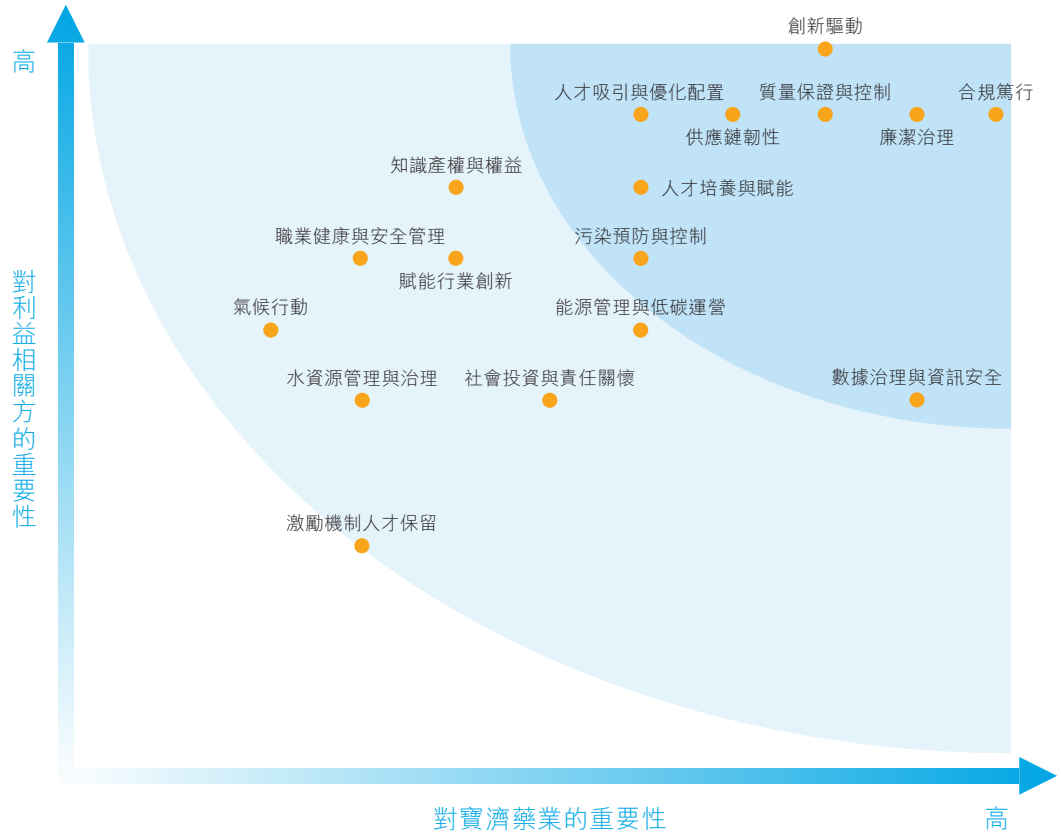 創新驅動
高
人才吸引與優化配置
質量保證與控制
合規篤行
供應鏈韌性
廉潔治理
知識產權與權益
人才培養與賦能
職業健康與安全管理
污染預防與控制
賦能行業創新
對利益相關方的重要性
氣候行動
能源管理與低碳運營
水資源管理與治理
社會投資與責任關懷
數據治理與資訊安全
激勵機制人才保留
對寶濟藥業的重要性
高